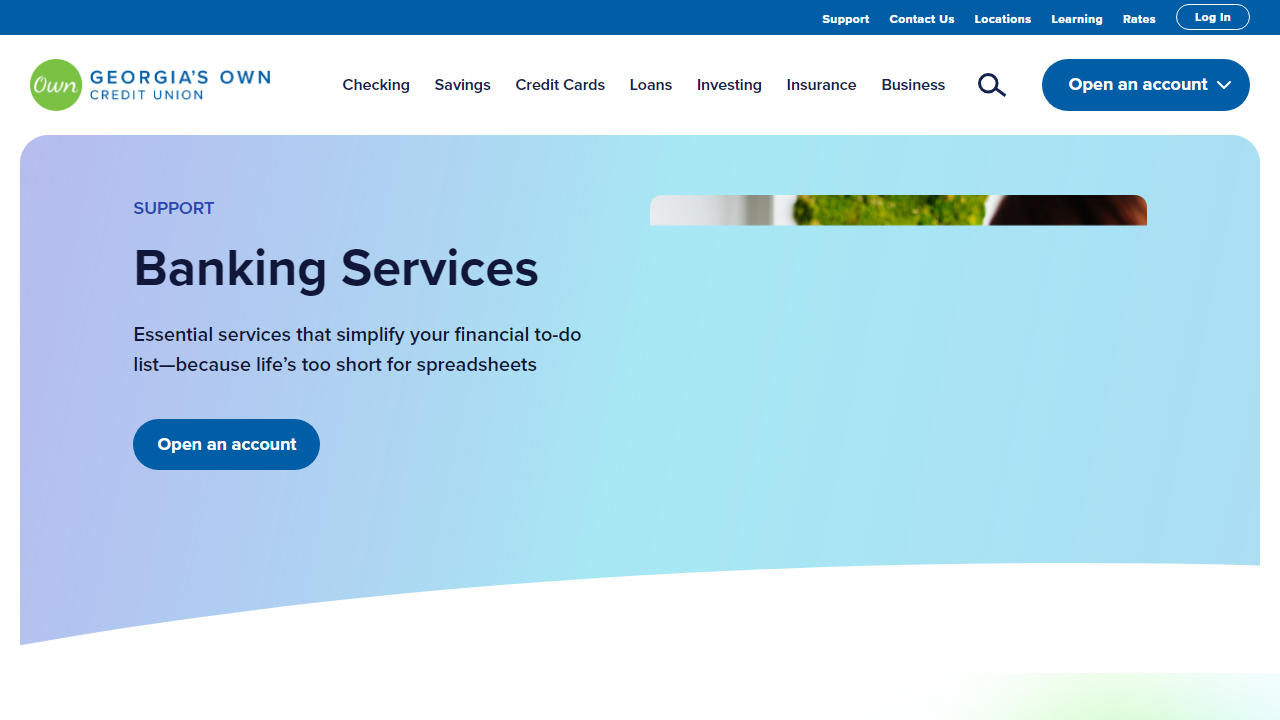 Support Contact Us Locations Learning Rates Log In
Own GEORGIA'S OWN
CREDIT UNION
Checking Savings Credit Cards Loans Investing Insurance Business Open an account
SUPPORT
Banking Services
Essential services that simplify your financial to-do
list—because life’s too short for spreadsheets
Open an account